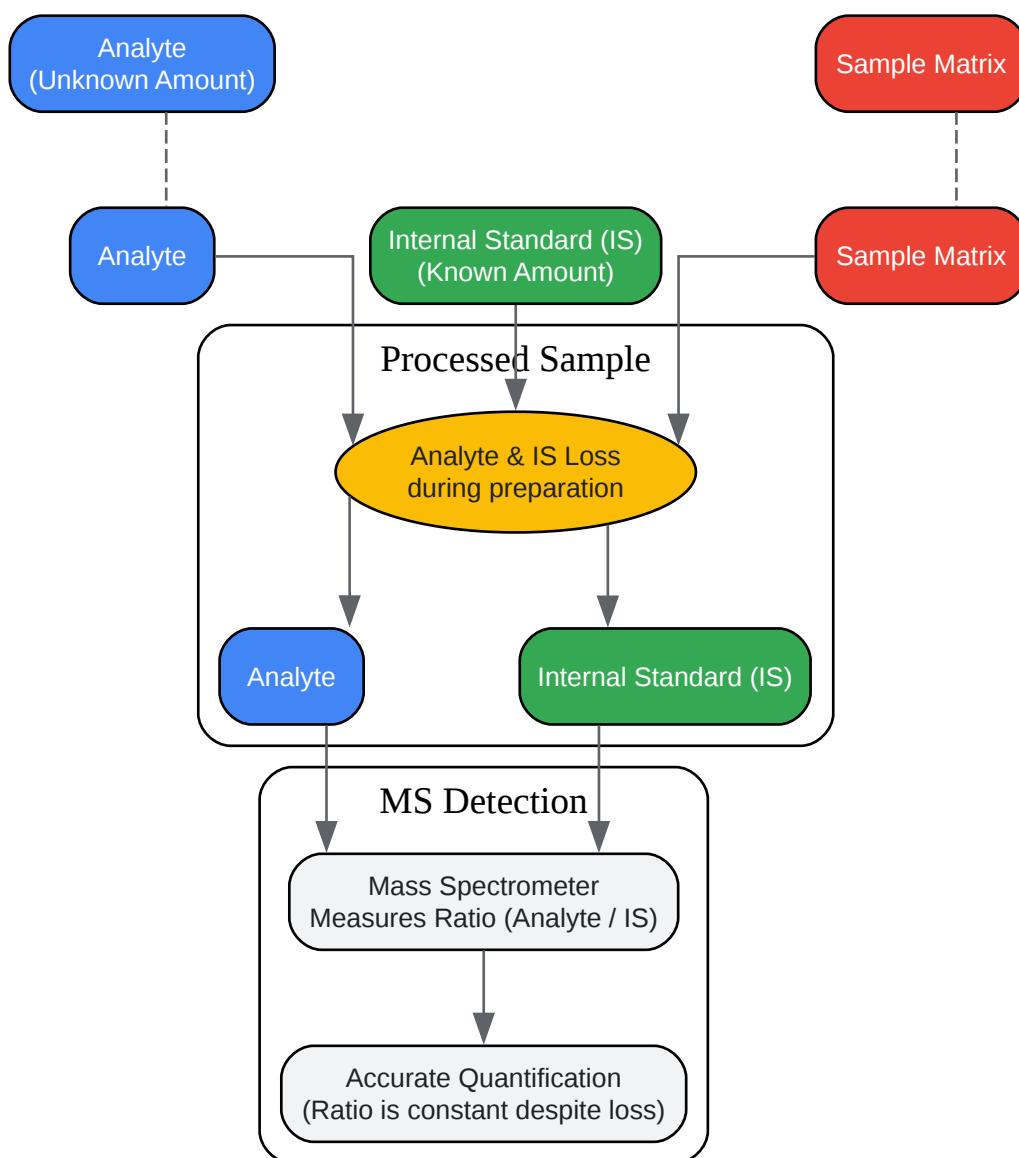 Analyte
(Unknown Amount)
Sample Matrix
Analyte
Internal Standard (IS)
(Known Amount)
Sample Matrix
Processed Sample
Analyte & IS Loss
during preparation
Analyte
Internal Standard (IS)
MS Detection
Mass Spectrometer
Measures Ratio (Analyte / IS)
Accurate Quantification
(Ratio is constant despite loss)